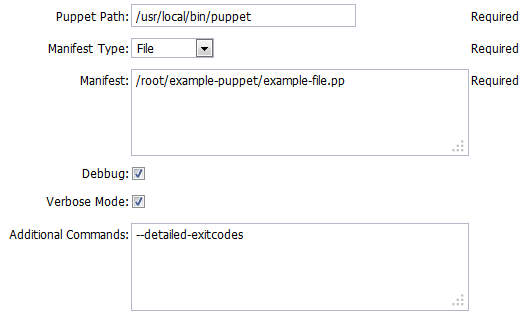 Puppet Path: /usr/local/bin/puppet Required
Manifest Type: File Required
Manifest: /root/example-puppet/example-file.pp Required
Debbug:
Verbose Mode:
Additional Commands: --detailed-exitcodes